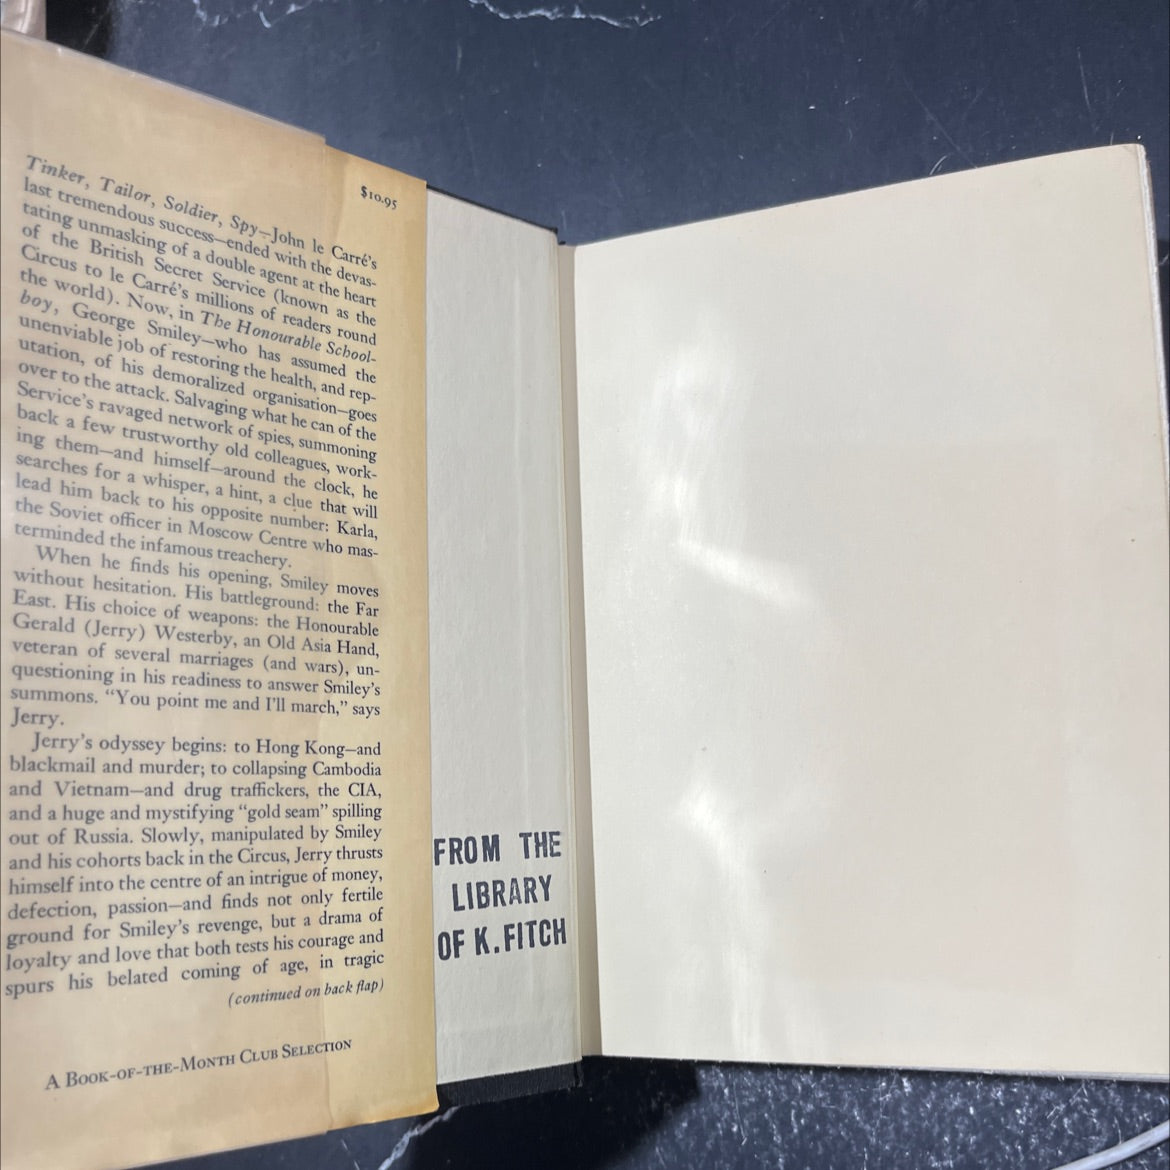 $10.95
Tinker, Tailor, Soldier, Spy—John le Carré's
last tremendous success—ended with the devas-
tating unmasking of a double agent at the heart
of the British Secret Service (known as the
Circus to le Carré's millions of readers round
the world). Now, in The Honourable School-
boy, George Smiley—who has assumed the
unenviable job of restoring the health, and rep-
utation, of his demoralized organisation—goes
over to the attack. Salvaging what he can of the
Service's ravaged network of spies, summoning
back a few trustworthy old colleagues, work-
ing them—and himself—around the clock, he
searches for a whisper, a hint, a clue that will
lead him back to his opposite number: Karla,
the Soviet officer in Moscow Centre who mas-
terminded the infamous treachery.
When he finds his opening, Smiley moves
without hesitation. His battleground: the Far
East. His choice of weapons: the Honourable
Gerald (Jerry) Westerby, an Old Asia Hand,
veteran of several marriages (and wars), un-
questioning in his readiness to answer Smiley's
summons. “You point me and I'll march,” says
Jerry.
Jerry's odyssey begins: to Hong Kong—and
blackmail and murder; to collapsing Cambodia
and Vietnam—and drug traffickers, the CIA,
and a huge and mystifying “gold seam” spilling
out of Russia. Slowly, manipulated by Smiley
and his cohorts back in the Circus, Jerry thrusts
himself into the centre of an intrigue of money,
defection, passion—and finds not only fertile
ground for Smiley's revenge, but a drama of
loyalty and love that both tests his courage and
spurs his belated coming of age, in tragic
(continued on back flap)
A BOOK-OF-THE-MONTH CLUB SELECTION
FROM THE
LIBRARY
OF K. FITCH